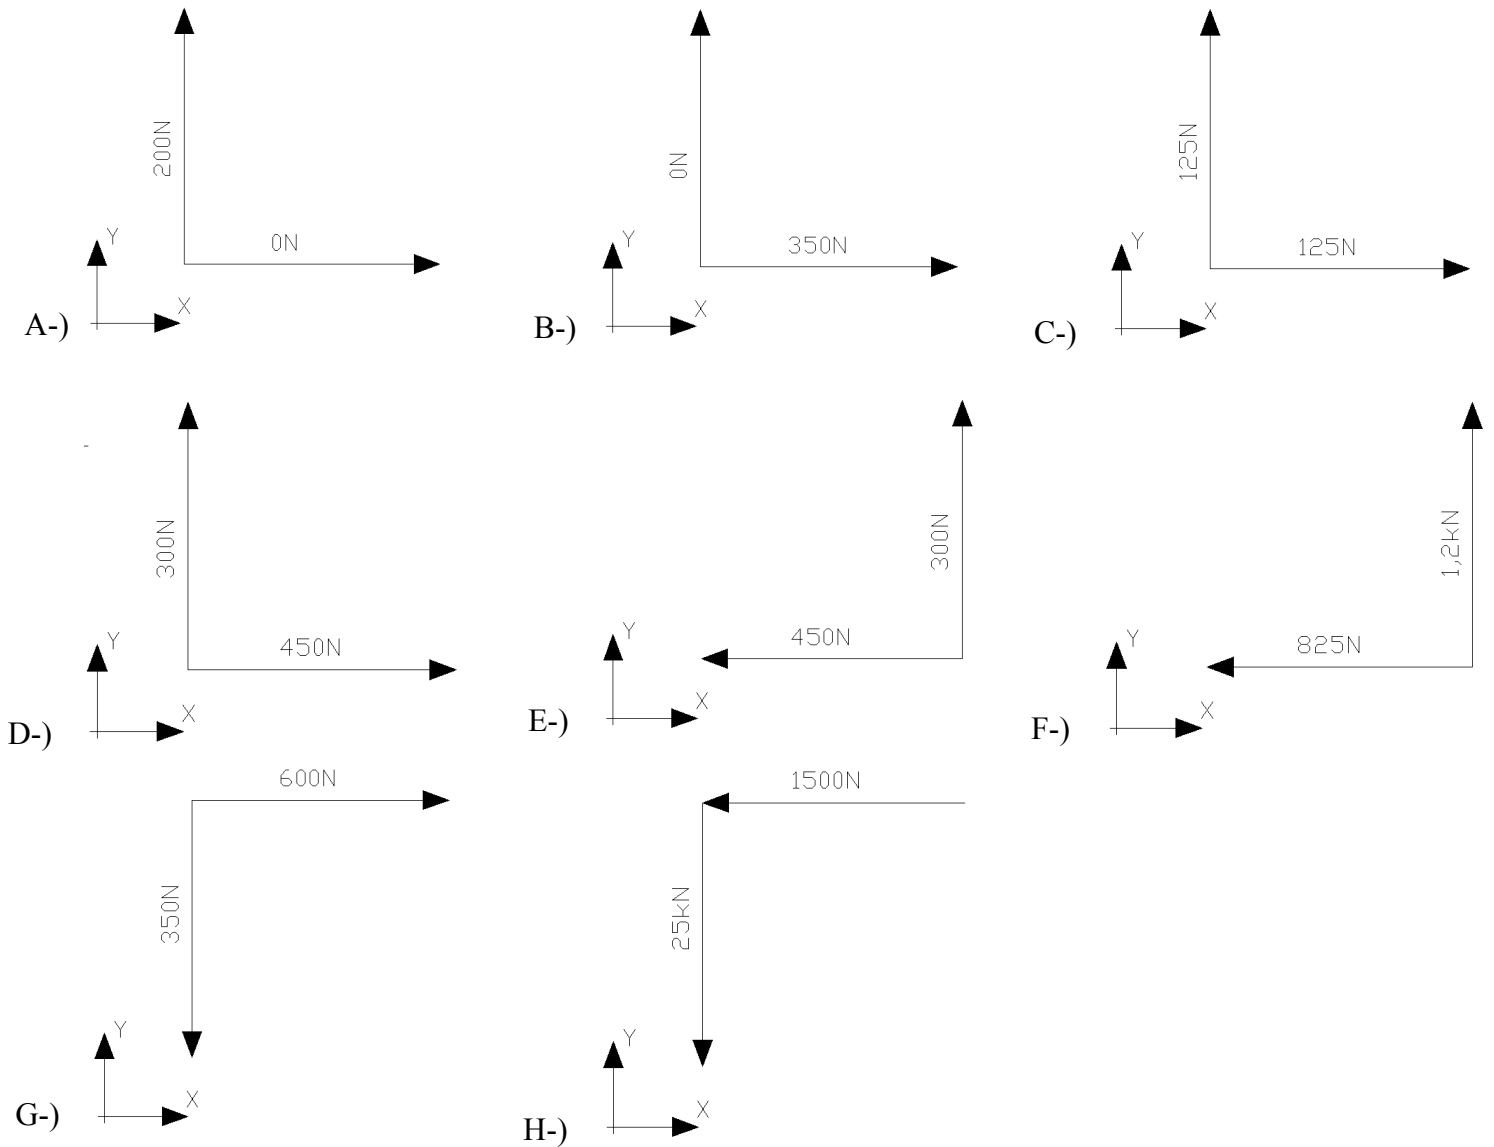 200N
0N
Y
X
A-)
0N
350N
Y
X
B-)
125N
125N
Y
X
C-)
300N
450N
Y
X
D-)
300N
450N
Y
X
E-)
1,2kN
825N
Y
X
F-)
600N
350N
Y
X
G-)
1500N
25kN
Y
X
H-)